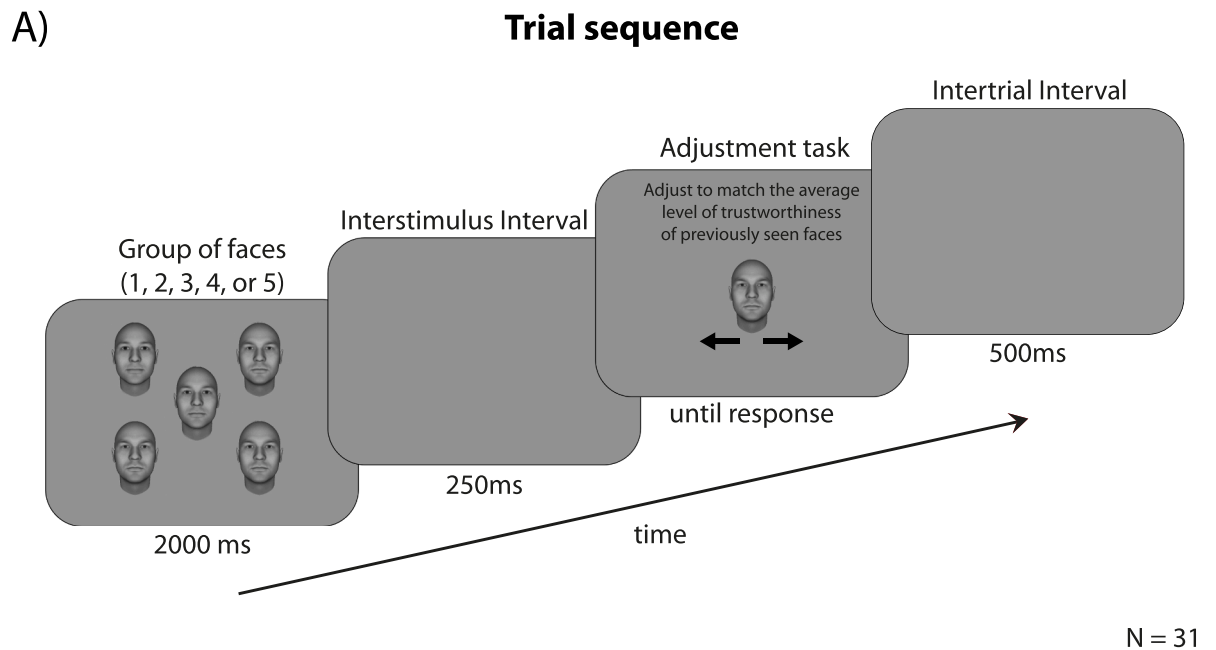 A)
Trial sequence
Group of faces
(1, 2, 3, 4, or 5)
2000 ms
Interstimulus Interval
250ms
Adjustment task
Adjust to match the average
level of trustworthiness
of previously seen faces
until response
Intertrial Interval
500ms
time
N = 31